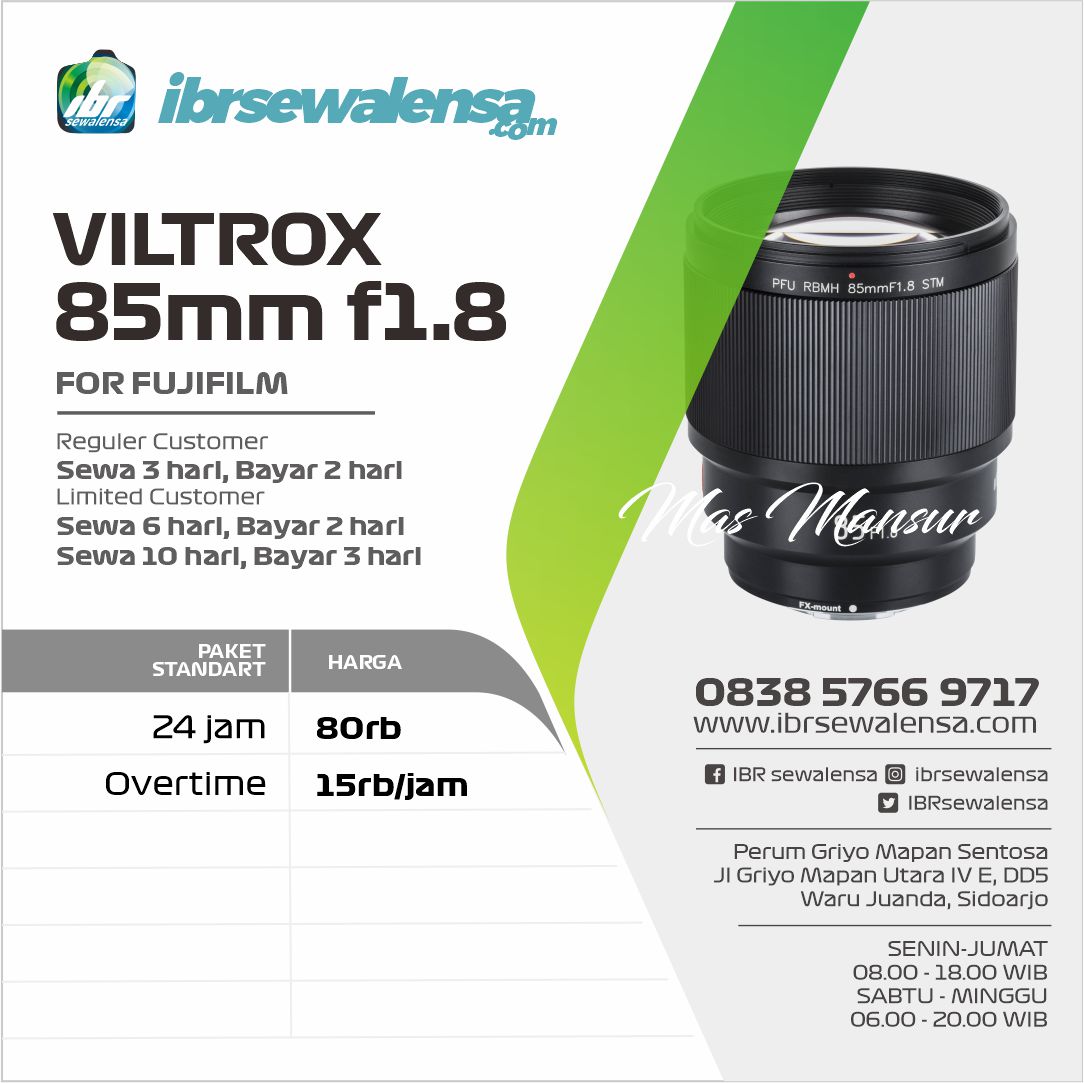 ibr
sewalensa
ibrsewalensa
.com
VILTROX
85mm f1.8
FOR FUJIFILM
Reguler Customer
Sewa 3 hari, Bayar 2 hari
Limited Customer
Sewa 6 hari, Bayar 2 hari
Sewa 10 hari, Bayar 3 hari
PAKET
STANDART
HARGA
24 jam
80rb
Overtime
15rb/jam
PFU RBMH 85mmF1.8 STM
Mas Mansur
85 F1.8
FX-mount
0838 5766 9717
www.ibrsewalensa.com
IBR sewalensa ibrsewalensa
IBRsewalensa
Perum Griyo Mapan Sentosa
Jl Griyo Mapan Utara IV E, DD5
Waru Juanda, Sidoarjo
SENIN-JUMAT
08.00 - 18.00 WIB
SABTU - MINGGU
06.00 - 20.00 WIB